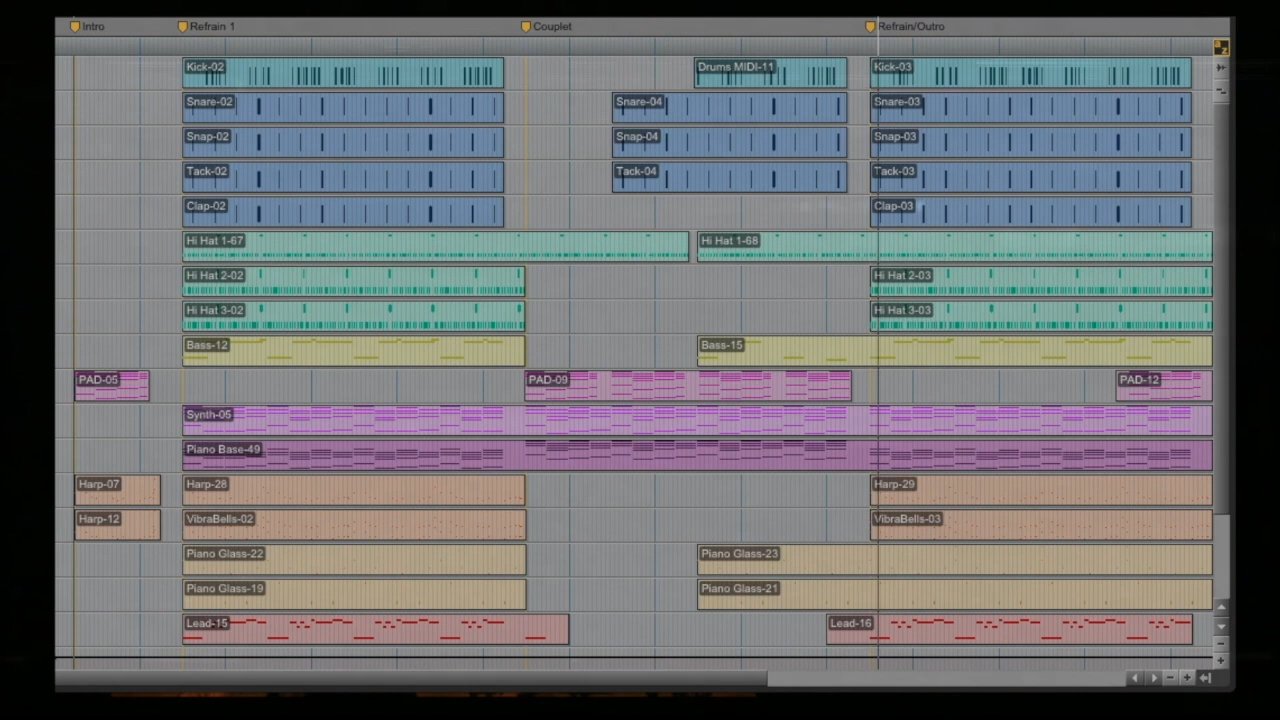 Intro Refrain 1 Couplet Refrain/Outro
a z
Kick-02 Drums MIDI-11 Kick-03
Snare-02 Snare-04 Snare-03
Snap-02 Snap-04 Snap-03
Tack-02 Tack-04 Tack-03
Clap-02 Clap-03
Hi Hat 1-67 Hi Hat 1-68
Hi Hat 2-02 Hi Hat 2-03
Hi Hat 3-02 Hi Hat 3-03
Bass-12 Bass-15
PAD-05 PAD-09 PAD-12
Synth-05
Piano Base-49
Harp-07 Harp-28 Harp-29
Harp-12 VibraBells-02 VibraBells-03
Piano Glass-22 Piano Glass-23
Piano Glass-19 Piano Glass-21
Lead-15 Lead-16